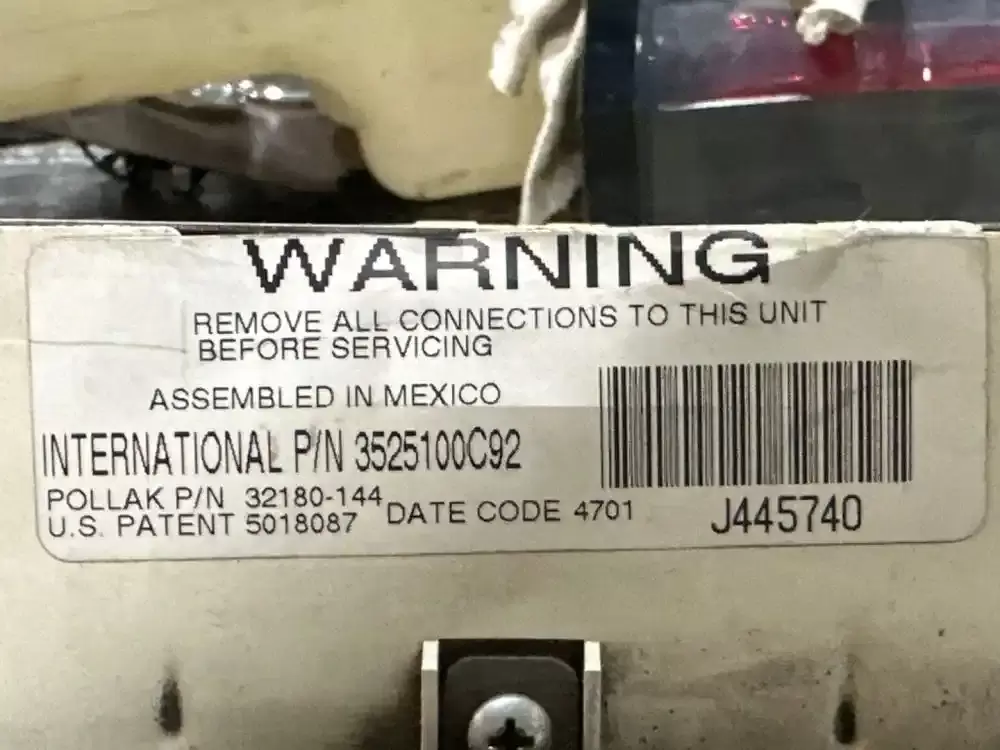 WARNING
REMOVE ALL CONNECTIONS TO THIS UNIT
BEFORE SERVICING
ASSEMBLED IN MEXICO
INTERNATIONAL P/N 3525100C92
POLLAK P/N 32180-144
U.S. PATENT 5018087
DATE CODE 4701
J445740